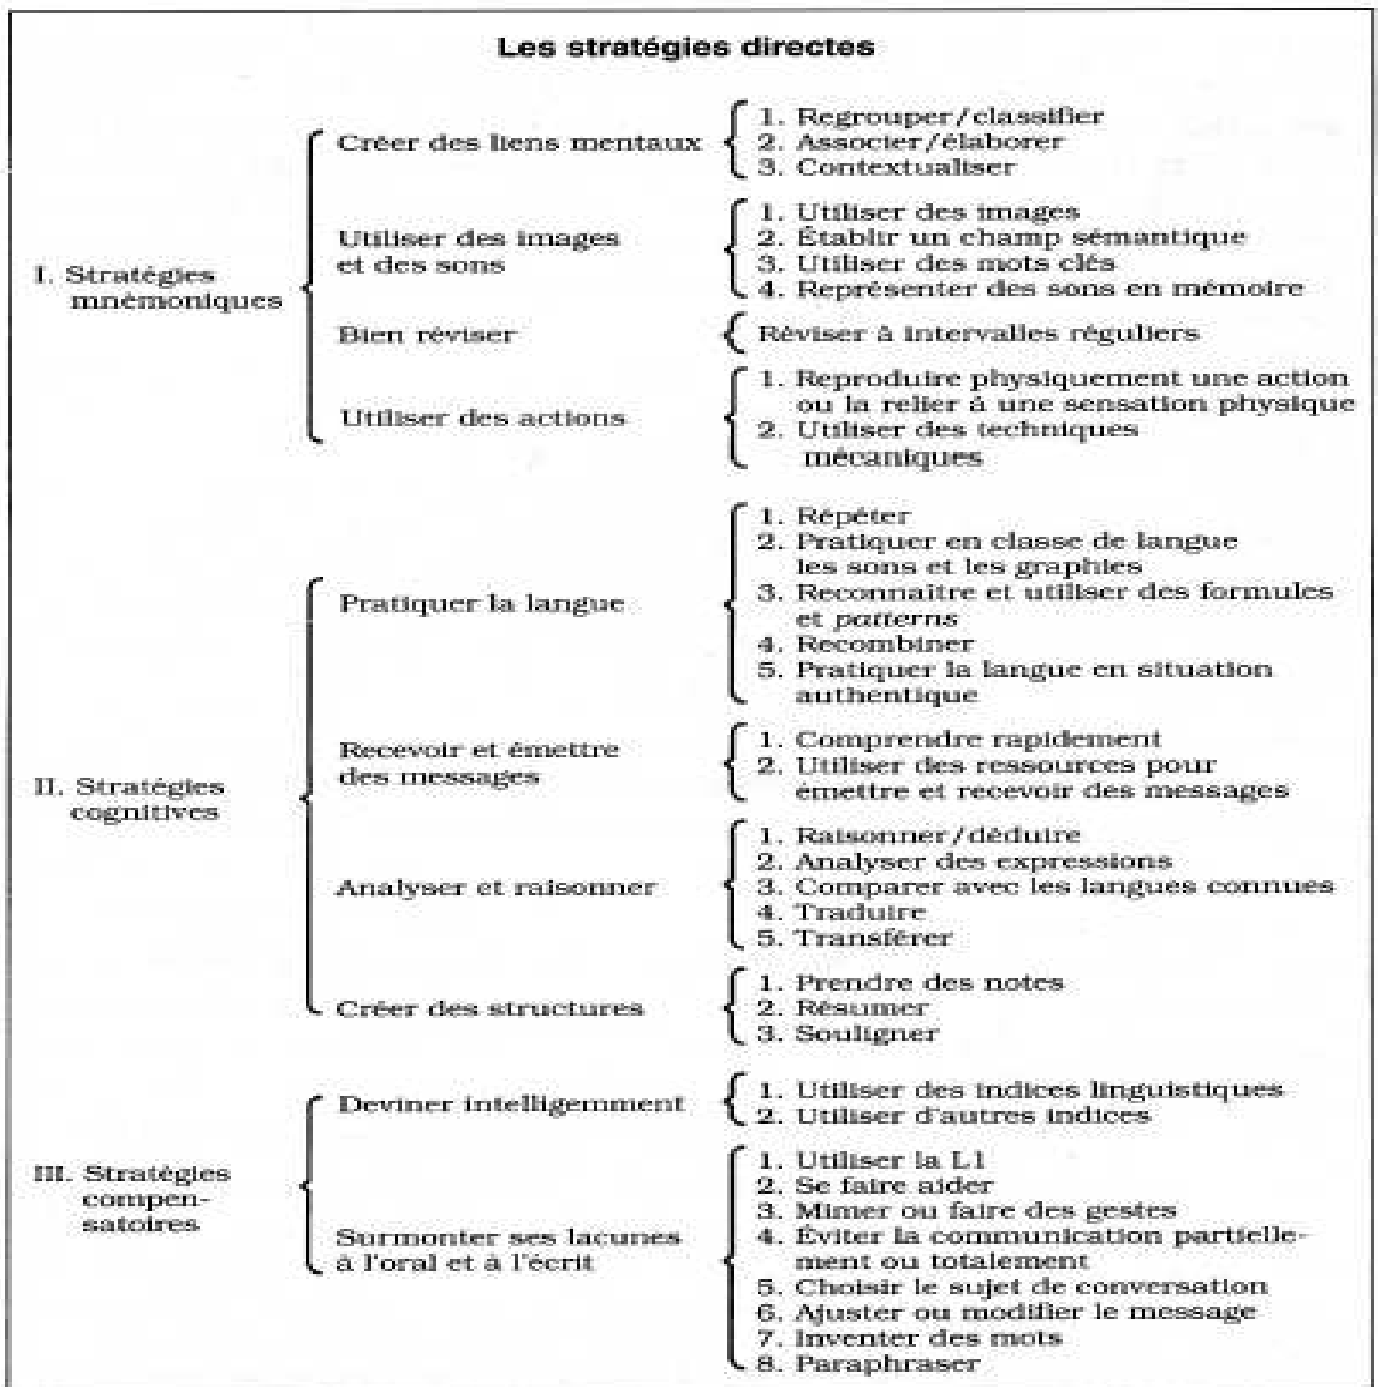 Les stratégies directes
I. Stratégies
mnémoniques
Créer des liens mentaux
1. Regrouper/classifier
2. Associer/élaborer
3. Contextualiser
Utiliser des images
et des sons
1. Utiliser des images
2. Établir un champ sémantique
3. Utiliser des mots clés
4. Représenter des sons en mémoire
Bien réviser
Réviser à intervalles réguliers
Utiliser des actions
1. Reproduire physiquement une action
ou la relier à une sensation physique
2. Utiliser des techniques
mécaniques
II. Stratégies
cognitives
Pratiquer la langue
1. Répéter
2. Pratiquer en classe de langue
les sons et les graphies
3. Reconnaître et utiliser des formules
et patterns
4. Recombiner
5. Pratiquer la langue en situation
authentique
Recevoir et émettre
des messages
1. Comprendre rapidement
2. Utiliser des ressources pour
émettre et recevoir des messages
Analyser et raisonner
1. Raisonner/déduire
2. Analyser des expressions
3. Comparer avec les langues connues
4. Traduire
5. Transférer
Créer des structures
1. Prendre des notes
2. Résumer
3. Souligner
III. Stratégies
compen-
satoires
Deviner intelligemment
1. Utiliser des indices linguistiques
2. Utiliser d'autres indices
Surmonter ses lacunes
à l'oral et à l'écrit
1. Utiliser la L1
2. Se faire aider
3. Mimer ou faire des gestes
4. Éviter la communication partielle-
ment ou totalement
5. Choisir le sujet de conversation
6. Ajuster ou modifier le message
7. Inventer des mots
8. Paraphraser